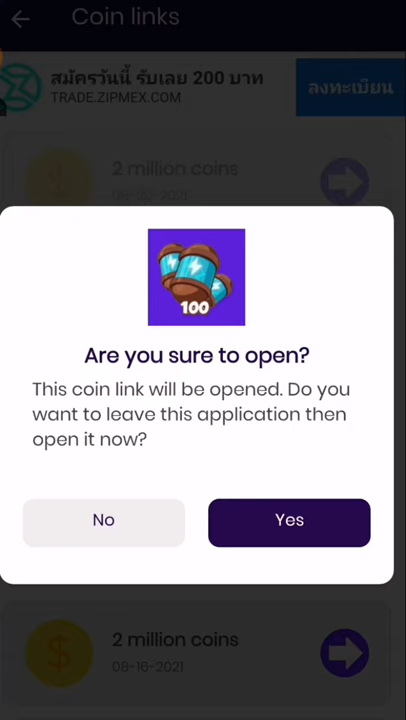 Coin links
สมัครวันนี้ รับเลย 200 บาท
TRADE.ZIPMEX.COM
ลงทะเบียน
2 million coins
100
Are you sure to open?
This coin link will be opened. Do you
want to leave this application then
open it now?
No
Yes
2 million coins
08-16-2021